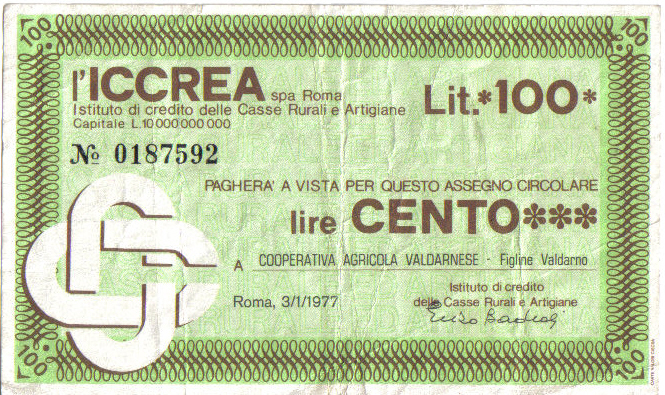 100 100
l'ICCREA spa Roma
Istituto di credito delle Casse Rurali e Artigiane
Capitale L.10 000 000 000
Lit.*100*
№ 0187592
PAGHERA' A VISTA PER QUESTO ASSEGNO CIRCOLARE
lire CENTO***
A COOPERATIVA AGRICOLA VALDARNESE - Figline Valdarno
Roma, 3/1/1977
Istituto di credito
delle Casse Rurali e Artigiane
100 100